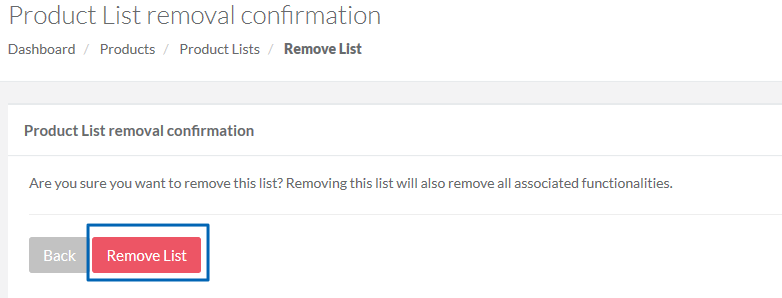 Product List removal confirmation
Dashboard / Products / Product Lists / Remove List
Product List removal confirmation
Are you sure you want to remove this list? Removing this list will also remove all associated functionalities.
Back Remove List